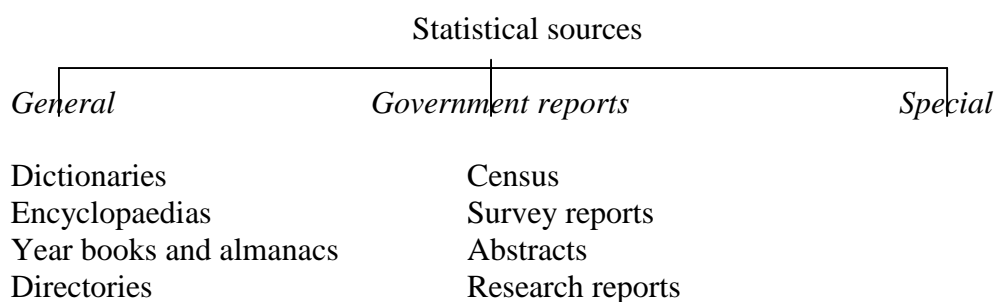 Statistical sources
General Government reports Special
Dictionaries Census
Encyclopaedias Survey reports
Year books and almanacs Abstracts
Directories Research reports